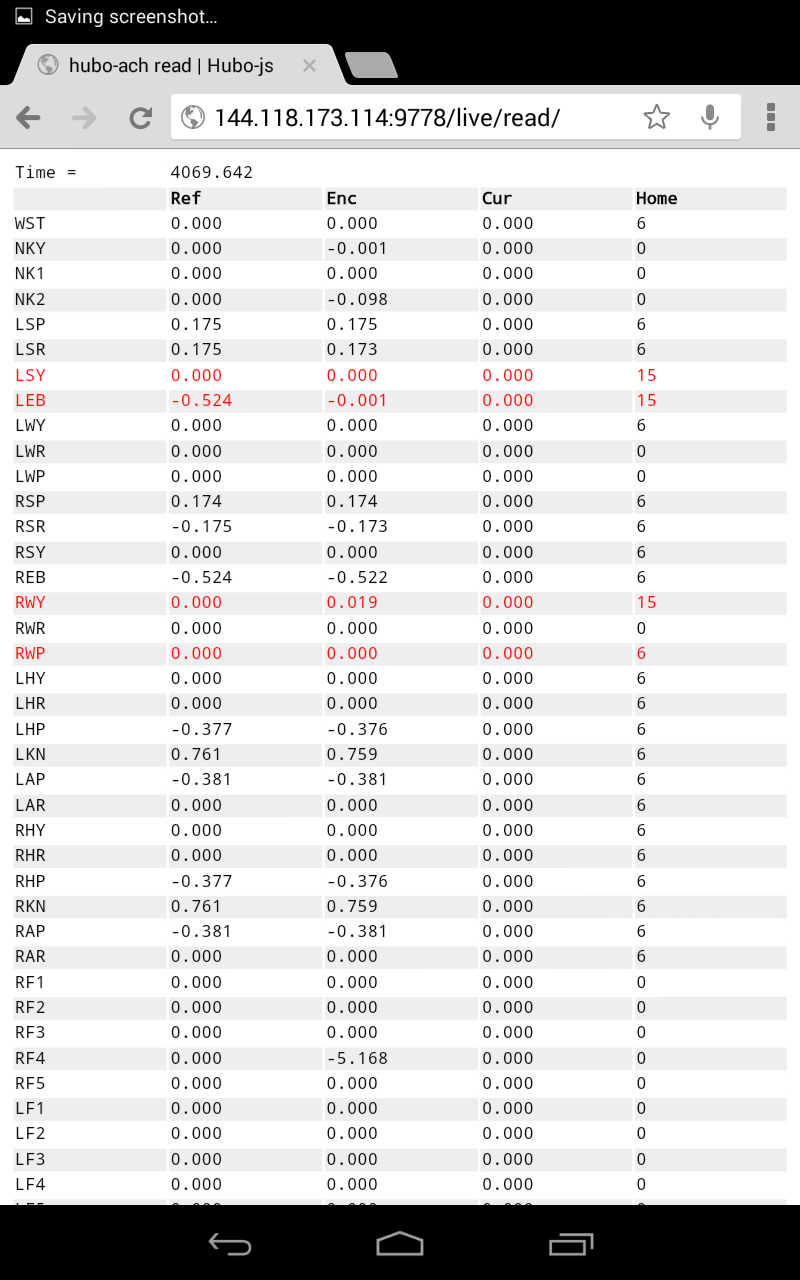 Saving screenshot...
hubo-ach read | Hubo-js
144.118.173.114:9778/live/read/
Time = 4069.642
Ref Enc Cur Home
WST 0.000 0.000 0.000 6
NKY 0.000 -0.001 0.000 0
NK1 0.000 0.000 0.000 0
NK2 0.000 -0.098 0.000 0
LSP 0.175 0.175 0.000 6
LSR 0.175 0.173 0.000 6
LSY 0.000 0.000 0.000 15
LEB -0.524 -0.001 0.000 15
LWY 0.000 0.000 0.000 6
LWR 0.000 0.000 0.000 0
LWP 0.000 0.000 0.000 0
RSP 0.174 0.174 0.000 6
RSR -0.175 -0.173 0.000 6
RSY 0.000 0.000 0.000 6
REB -0.524 -0.522 0.000 6
RWY 0.000 0.019 0.000 15
RWR 0.000 0.000 0.000 0
RWP 0.000 0.000 0.000 6
LHY 0.000 0.000 0.000 6
LHR 0.000 0.000 0.000 6
LHP -0.377 -0.376 0.000 6
LKN 0.761 0.759 0.000 6
LAP -0.381 -0.381 0.000 6
LAR 0.000 0.000 0.000 6
RHY 0.000 0.000 0.000 6
RHR 0.000 0.000 0.000 6
RHP -0.377 -0.376 0.000 6
RKN 0.761 0.759 0.000 6
RAP -0.381 -0.381 0.000 6
RAR 0.000 0.000 0.000 6
RF1 0.000 0.000 0.000 0
RF2 0.000 0.000 0.000 0
RF3 0.000 0.000 0.000 0
RF4 0.000 -5.168 0.000 0
RF5 0.000 0.000 0.000 0
LF1 0.000 0.000 0.000 0
LF2 0.000 0.000 0.000 0
LF3 0.000 0.000 0.000 0
LF4 0.000 0.000 0.000 0